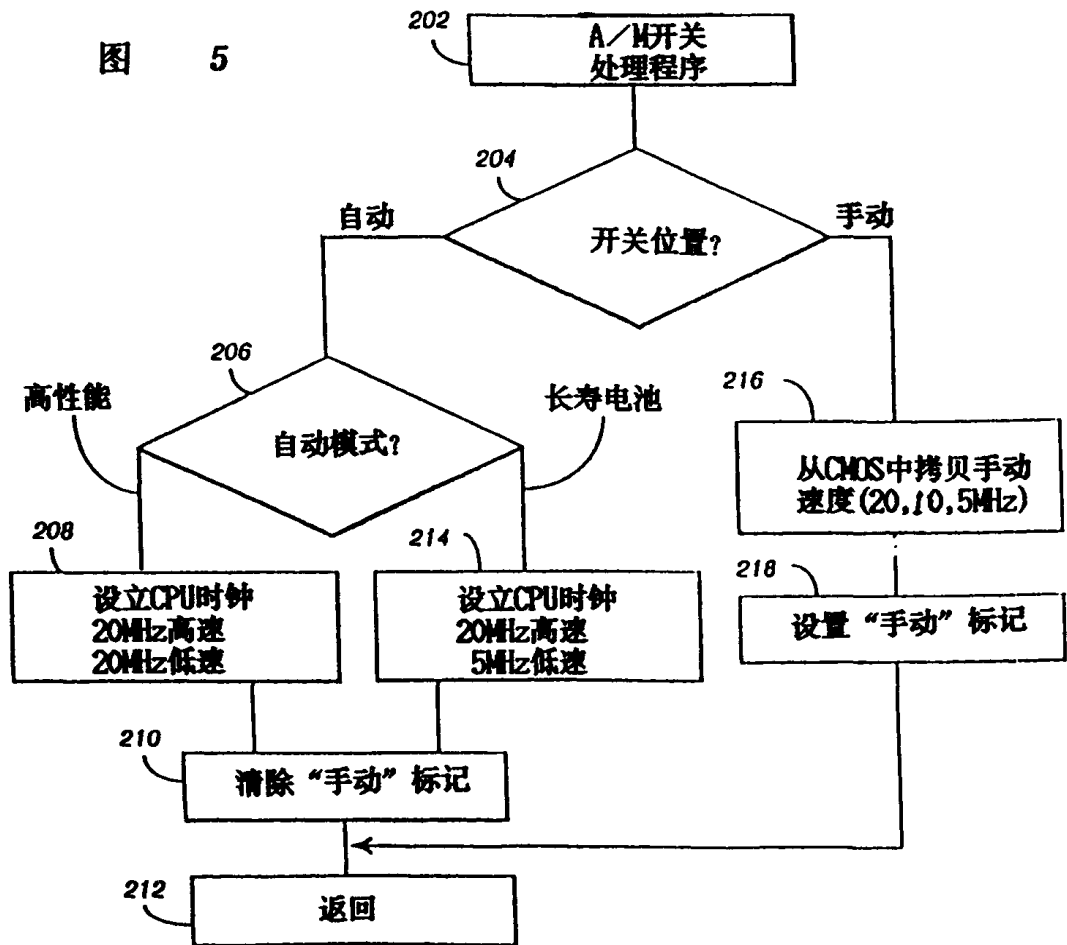 图 5
202
A/M开关
处理程序
204
自动
手动
开关位置?
206
高性能
长寿电池
自动模式?
216
从CMOS中拷贝手动
速度(20,10,5MHz)
208
设立CPU时钟
20MHz高速
20MHz低速
214
设立CPU时钟
20MHz高速
5MHz低速
218
设置“手动”标记
210
清除“手动”标记
212
返回